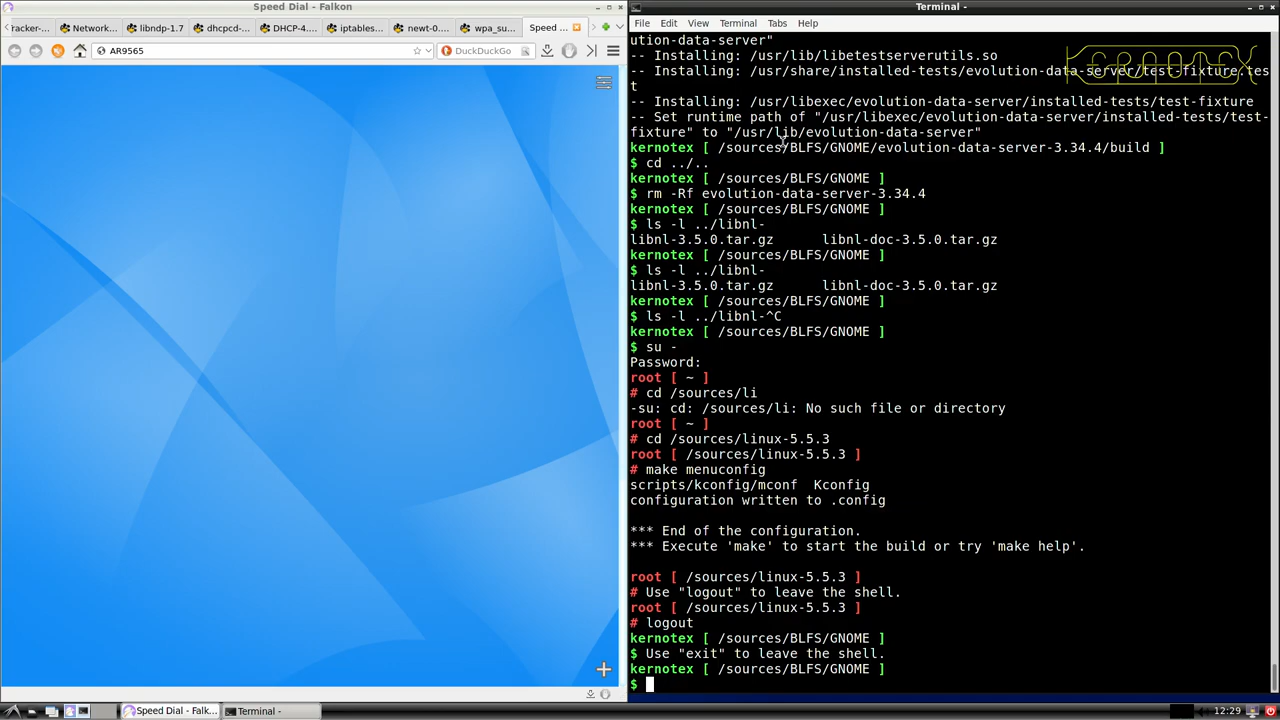 Speed Dial - Falkon
racker-...
Network...
libndp-1.7
dhcpcd-...
DHCP-4....
iptables...
newt-0....
wpa_su...
Speed ...
AR9565
DuckDuckGo
Terminal -
File Edit View Terminal Tabs Help
KERNOTEX
ution-data-server"
-- Installing: /usr/lib/libetestserverutils.so
-- Installing: /usr/share/installed-tests/evolution-data-server/test-fixture.tes
t
-- Installing: /usr/libexec/evolution-data-server/installed-tests/test-fixture
-- Set runtime path of "/usr/libexec/evolution-data-server/installed-tests/test-
fixture" to "/usr/lib/evolution-data-server"
kernotex [ /sources/BLFS/GNOME/evolution-data-server-3.34.4/build ]
$ cd ../..
kernotex [ /sources/BLFS/GNOME ]
$ rm -Rf evolution-data-server-3.34.4
kernotex [ /sources/BLFS/GNOME ]
$ ls -l ../libnl-
libnl-3.5.0.tar.gz      libnl-doc-3.5.0.tar.gz
kernotex [ /sources/BLFS/GNOME ]
$ ls -l ../libnl-
libnl-3.5.0.tar.gz      libnl-doc-3.5.0.tar.gz
kernotex [ /sources/BLFS/GNOME ]
$ ls -l ../libnl-^C
kernotex [ /sources/BLFS/GNOME ]
$ su -
Password:
root [ ~ ]
# cd /sources/li
-su: cd: /sources/li: No such file or directory
root [ ~ ]
# cd /sources/linux-5.5.3
root [ /sources/linux-5.5.3 ]
# make menuconfig
scripts/kconfig/mconf  Kconfig
configuration written to .config
*** End of the configuration.
*** Execute 'make' to start the build or try 'make help'.
root [ /sources/linux-5.5.3 ]
# Use "logout" to leave the shell.
root [ /sources/linux-5.5.3 ]
# logout
kernotex [ /sources/BLFS/GNOME ]
$ Use "exit" to leave the shell.
kernotex [ /sources/BLFS/GNOME ]
$
Speed Dial - Falk...
Terminal -
12:29